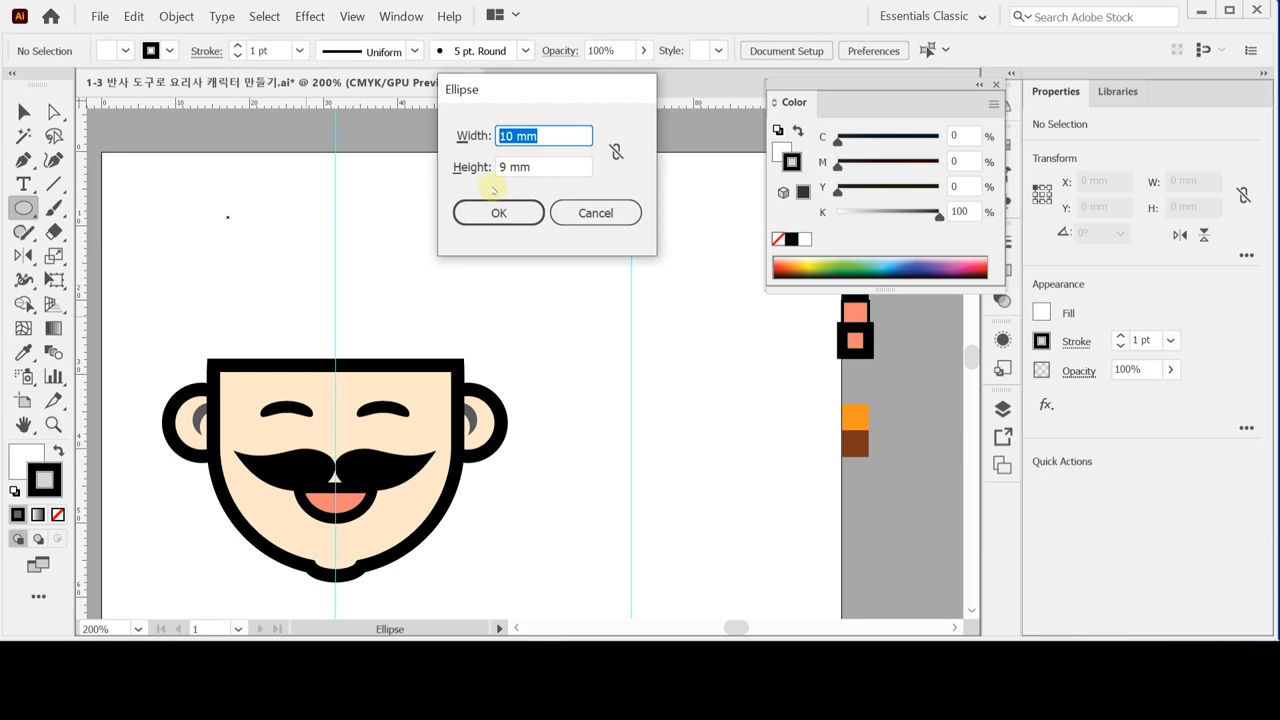 Ai File Edit Object Type Select Effect View Window Help Essentials Classic Search Adobe Stock
No Selection Stroke: 1 pt Uniform 5 pt. Round Opacity: 100% Style: Document Setup Preferences
1-3 반사 도구로 요리사 캐릭터 만들기.ai* @ 200% (CMYK/GPU Previ
Ellipse
Width: 10 mm
Height: 9 mm
OK Cancel
Color
C 0 %
M 0 %
Y 0 %
K 100 %
Properties Libraries
No Selection
Transform
X: 0 mm W: 0 mm
Y: 0 mm H: 0 mm
0°
Appearance
Fill
Stroke 1 pt
Opacity 100%
fx.
Quick Actions
200% 1 Ellipse